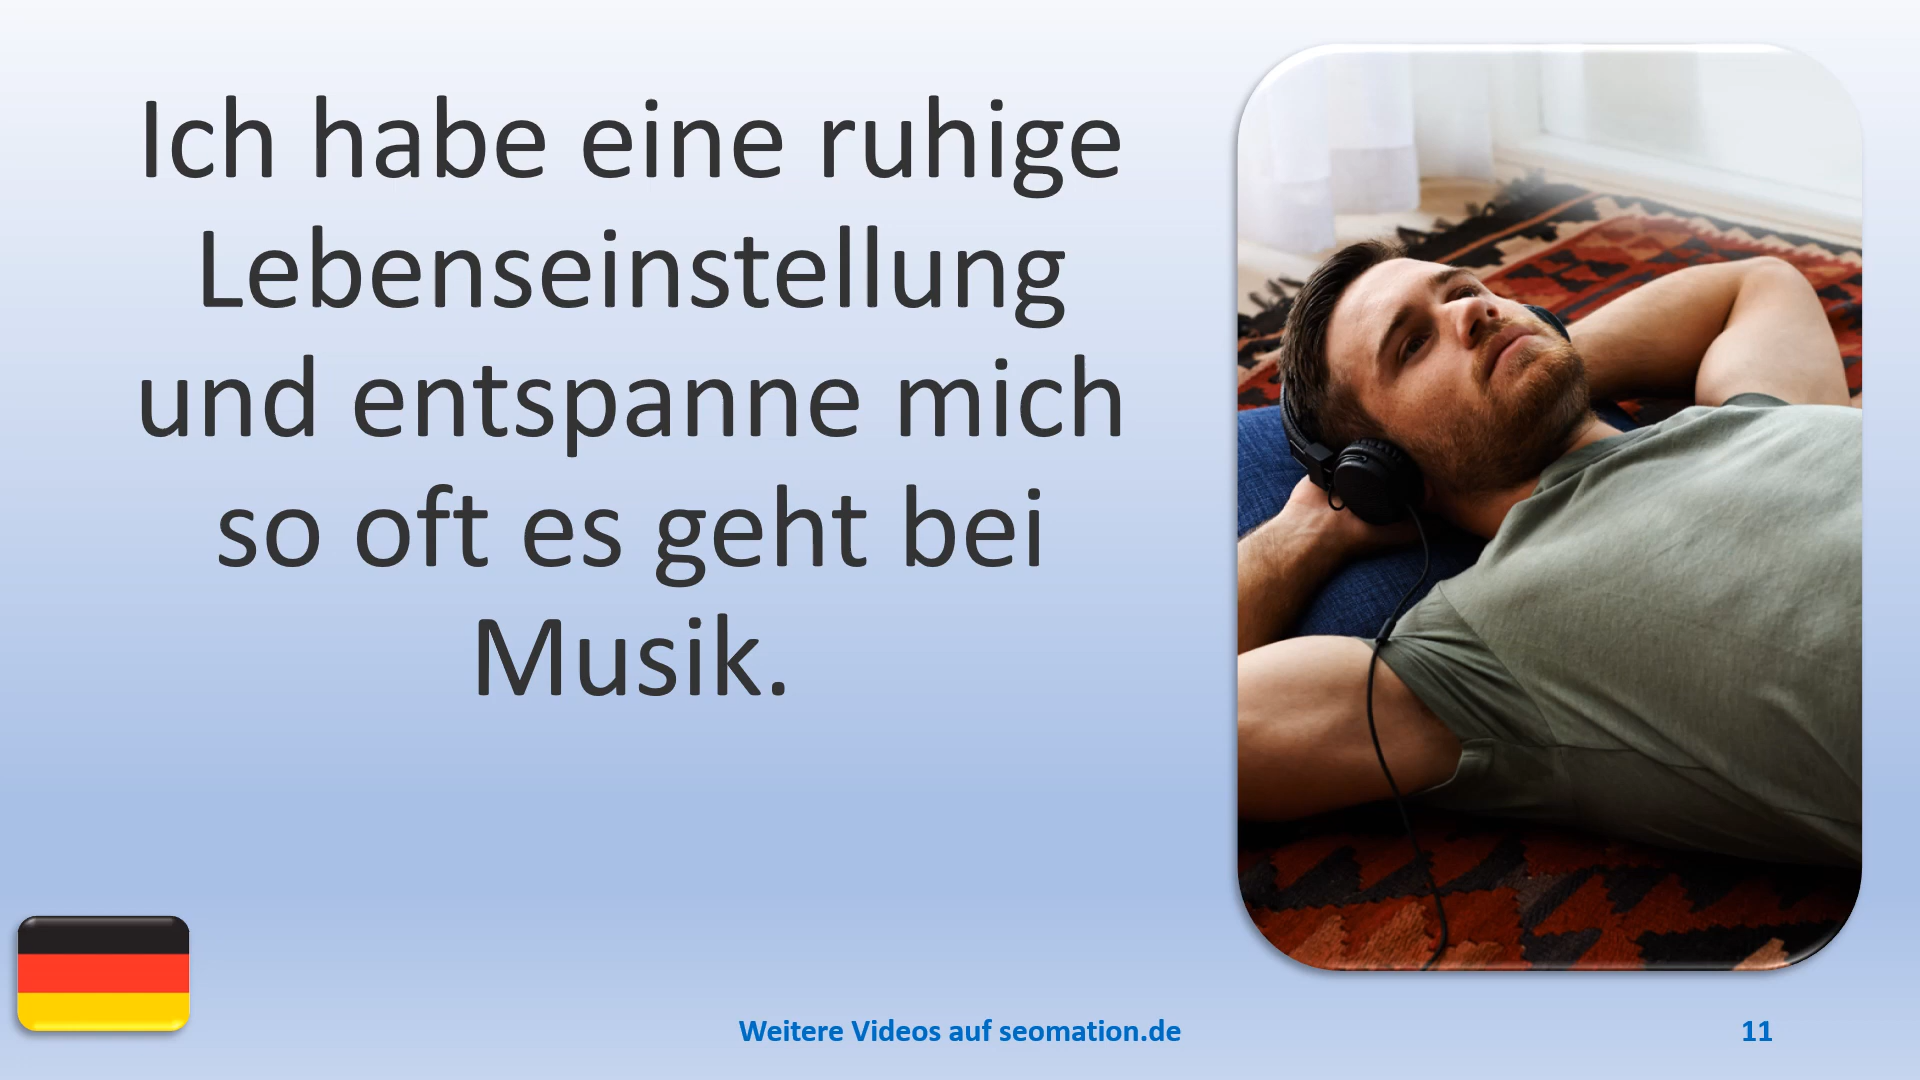 Ich habe eine ruhige
Lebenseinstellung
und entspanne mich
so oft es geht bei
Musik.
Weitere Videos auf seomation.de
11